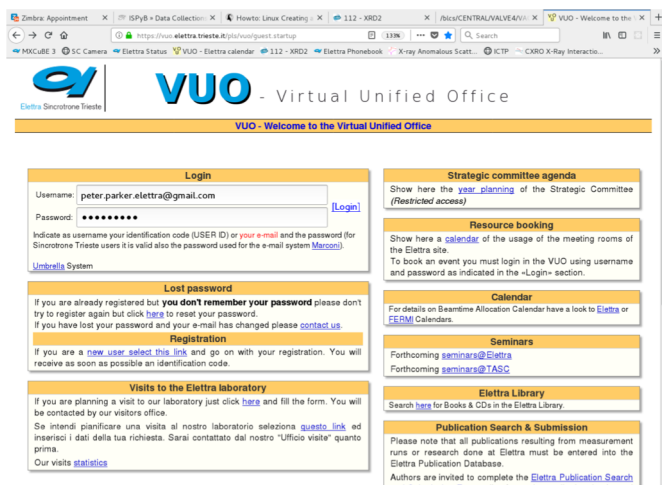 Zimbra: Appointment
ISPyB » Data Collection
Howto: Linux Creating a
112 - XRD2
/blcs/CENTRAL/VALVE4/VAL
VUO - Welcome to the
https://vuo.elettra.trieste.it/pls/vuo/guest.startup
133%
Search
MXCuBE 3
SC Camera
Elettra Status
VUO - Elettra calendar
112 - XRD2
Elettra Phonebook
X-ray Anomalous Scatt...
ICTP
CXRO X-Ray Interactio...
Elettra Sincrotrone Trieste
VUO - Virtual Unified Office
VUO - Welcome to the Virtual Unified Office
Login
Username: peter.parker.elettra@gmail.com
[Login]
Password: ●●●●●●●●●
Indicate as username your identification code (USER ID) or your e-mail and the password (for
Sincrotrone Trieste users it is valid also the password used for the e-mail system Marconi).
Umbrella System
Lost password
If you are already registered but you don't remember your password please don't
try to register again but click here to reset your password.
If you have lost your password and your e-mail has changed please contact us.
Registration
If you are a new user select this link and go on with your registration. You will
receive as soon as possible an identification code.
Visits to the Elettra laboratory
If you are planning a visit to our laboratory just click here and fill the form. You will
be contacted by our visitors office.
Se intendi pianificare una visita al nostro laboratorio seleziona questo link ed
inserisci i dati della tua richiesta. Sarai contattato dal nostro "Ufficio visite" quanto
prima.
Our visits statistics
Strategic committee agenda
Show here the year planning of the Strategic Committee
(Restricted access)
Resource booking
Show here a calendar of the usage of the meeting rooms of
the Elettra site.
To book an event you must login in the VUO using username
and password as indicated in the «Login» section.
Calendar
For details on Beamtime Allocation Calendar have a look to Elettra or
FERMI Calendars.
Seminars
Forthcoming seminars@Elettra
Forthcoming seminars@TASC
Elettra Library
Search here for Books & CDs in the Elettra Library.
Publication Search & Submission
Please note that all publications resulting from measurement
runs or research done at Elettra must be entered into the
Elettra Publication Database.
Authors are invited to complete the Elettra Publication Search